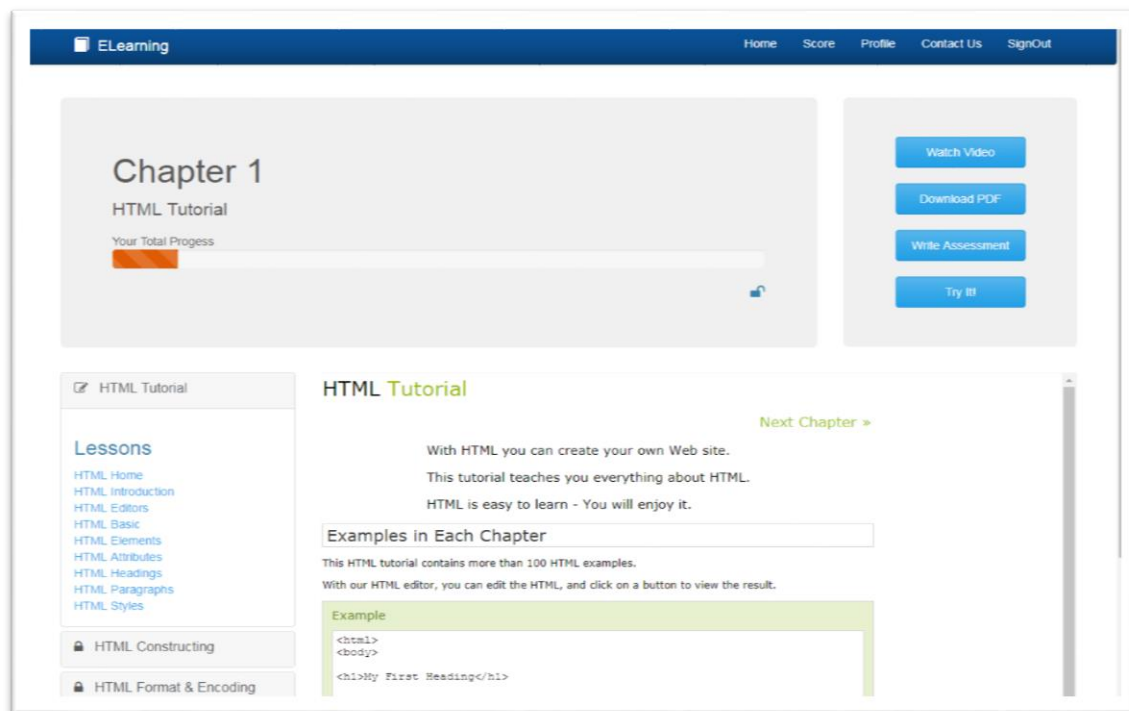 ELearning
Home Score Profile Contact Us SignOut
Chapter 1
HTML Tutorial
Your Total Progess
Watch Video
Download PDF
Write Assessment
Try It!
HTML Tutorial
Lessons
HTML Home
HTML Introduction
HTML Editors
HTML Basic
HTML Elements
HTML Attributes
HTML Headings
HTML Paragraphs
HTML Styles
HTML Constructing
HTML Format & Encoding
HTML Tutorial
Next Chapter »
With HTML you can create your own Web site.
This tutorial teaches you everything about HTML.
HTML is easy to learn - You will enjoy it.
Examples in Each Chapter
This HTML tutorial contains more than 100 HTML examples.
With our HTML editor, you can edit the HTML, and click on a button to view the result.
Example
<html>
<body>
<h1>My First Heading</h1>